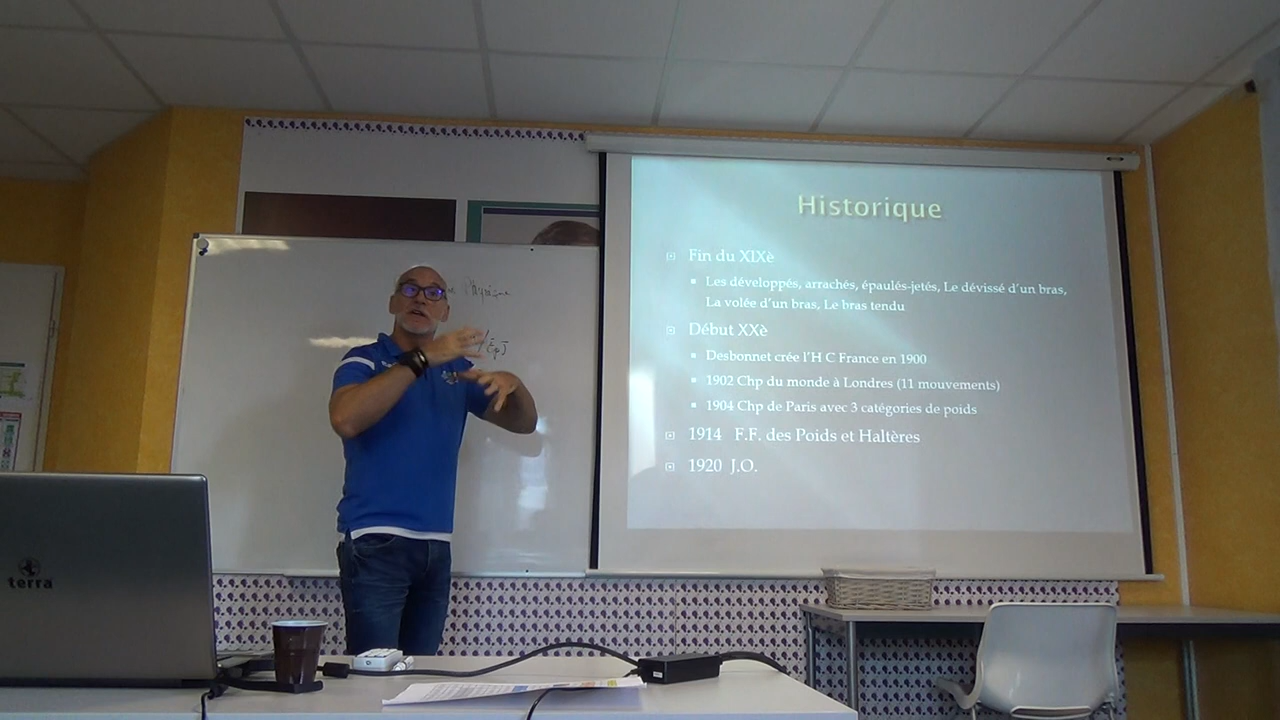 Historique
Fin du XIXè
Les développés, arrachés, épaulés-jetés, Le dévissé d'un bras,
La volée d'un bras, Le bras tendu
Début XXè
Desbonnet crée l'H C France en 1900
1902 Chp du monde à Londres (11 mouvements)
1904 Chp de Paris avec 3 catégories de poids
1914 F.F. des Poids et Haltères
1920 J.O.
terra